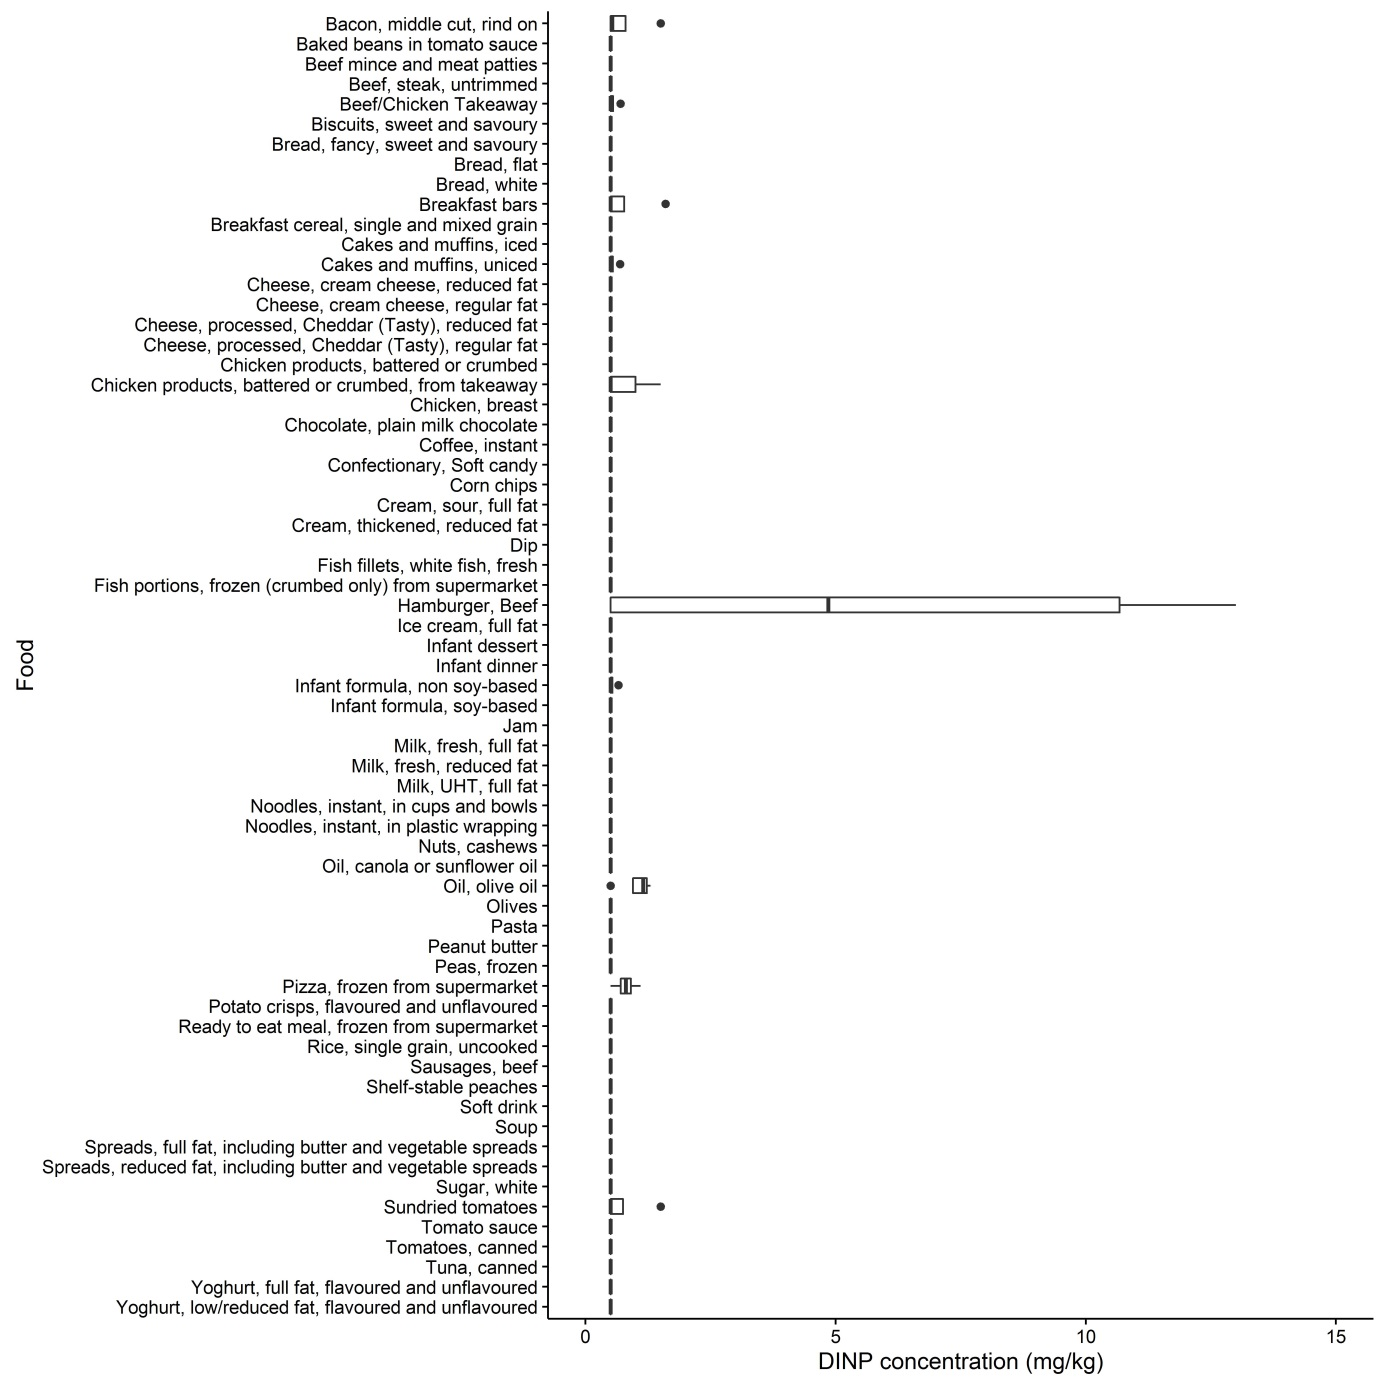 Bacon, middle cut, rind on
Baked beans in tomato sauce
Beef mince and meat patties
Beef, steak, untrimmed
Beef/Chicken Takeaway
Biscuits, sweet and savoury
Bread, fancy, sweet and savoury
Bread, flat
Bread, white
Breakfast bars
Breakfast cereal, single and mixed grain
Cakes and muffins, iced
Cakes and muffins, uniced
Cheese, cream cheese, reduced fat
Cheese, cream cheese, regular fat
Cheese, processed, Cheddar (Tasty), reduced fat
Cheese, processed, Cheddar (Tasty), regular fat
Chicken products, battered or crumbed
Chicken products, battered or crumbed, from takeaway
Chicken, breast
Chocolate, plain milk chocolate
Coffee, instant
Confectionary, Soft candy
Corn chips
Cream, sour, full fat
Cream, thickened, reduced fat
Dip
Fish fillets, white fish, fresh
Fish portions, frozen (crumbed only) from supermarket
Hamburger, Beef
Ice cream, full fat
Infant dessert
Infant dinner
Infant formula, non soy-based
Infant formula, soy-based
Jam
Milk, fresh, full fat
Milk, fresh, reduced fat
Milk, UHT, full fat
Noodles, instant, in cups and bowls
Noodles, instant, in plastic wrapping
Nuts, cashews
Oil, canola or sunflower oil
Oil, olive oil
Olives
Pasta
Peanut butter
Peas, frozen
Pizza, frozen from supermarket
Potato crisps, flavoured and unflavoured
Ready to eat meal, frozen from supermarket
Rice, single grain, uncooked
Sausages, beef
Shelf-stable peaches
Soft drink
Soup
Spreads, full fat, including butter and vegetable spreads
Spreads, reduced fat, including butter and vegetable spreads
Sugar, white
Sundried tomatoes
Tomato sauce
Tomatoes, canned
Tuna, canned
Yoghurt, full fat, flavoured and unflavoured
Yoghurt, low/reduced fat, flavoured and unflavoured
Food
0 5 10 15
DINP concentration (mg/kg)